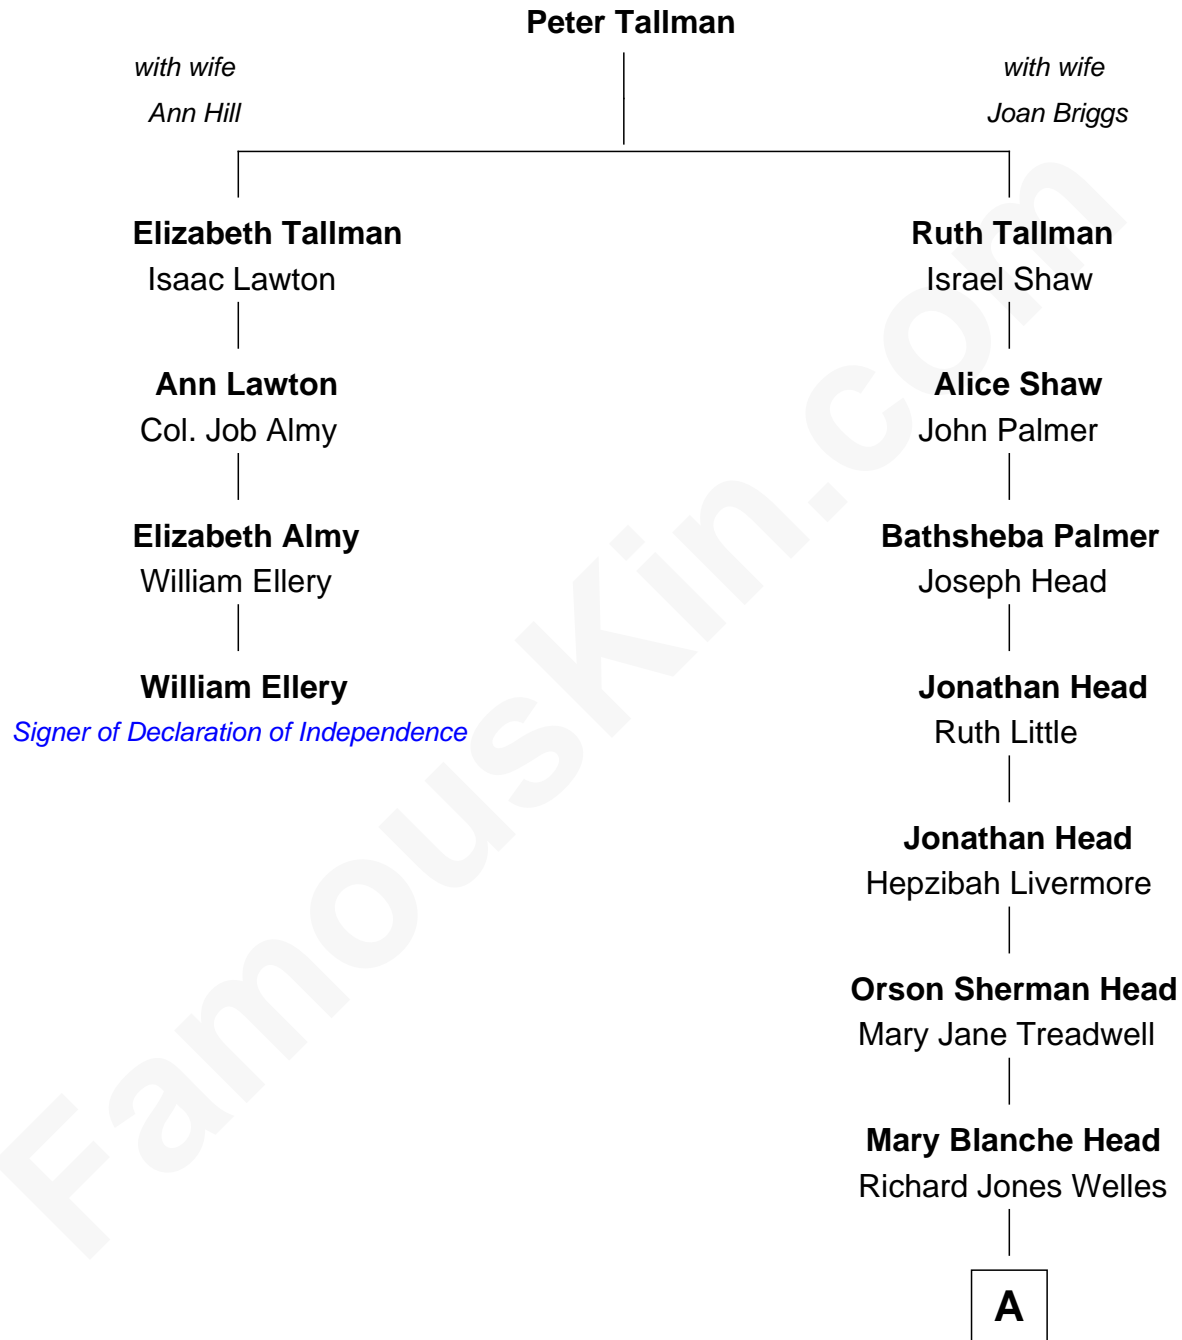 Peter Tallman
with wife
Ann Hill
with wife
Joan Briggs
Elizabeth Tallman
Isaac Lawton
Ann Lawton
Col. Job Almy
Elizabeth Almy
William Ellery
William Ellery
Signer of Declaration of Independence
Ruth Tallman
Israel Shaw
Alice Shaw
John Palmer
Bathsheba Palmer
Joseph Head
Jonathan Head
Ruth Little
Jonathan Head
Hepzibah Livermore
Orson Sherman Head
Mary Jane Treadwell
Mary Blanche Head
Richard Jones Welles
A
FamousKin.com